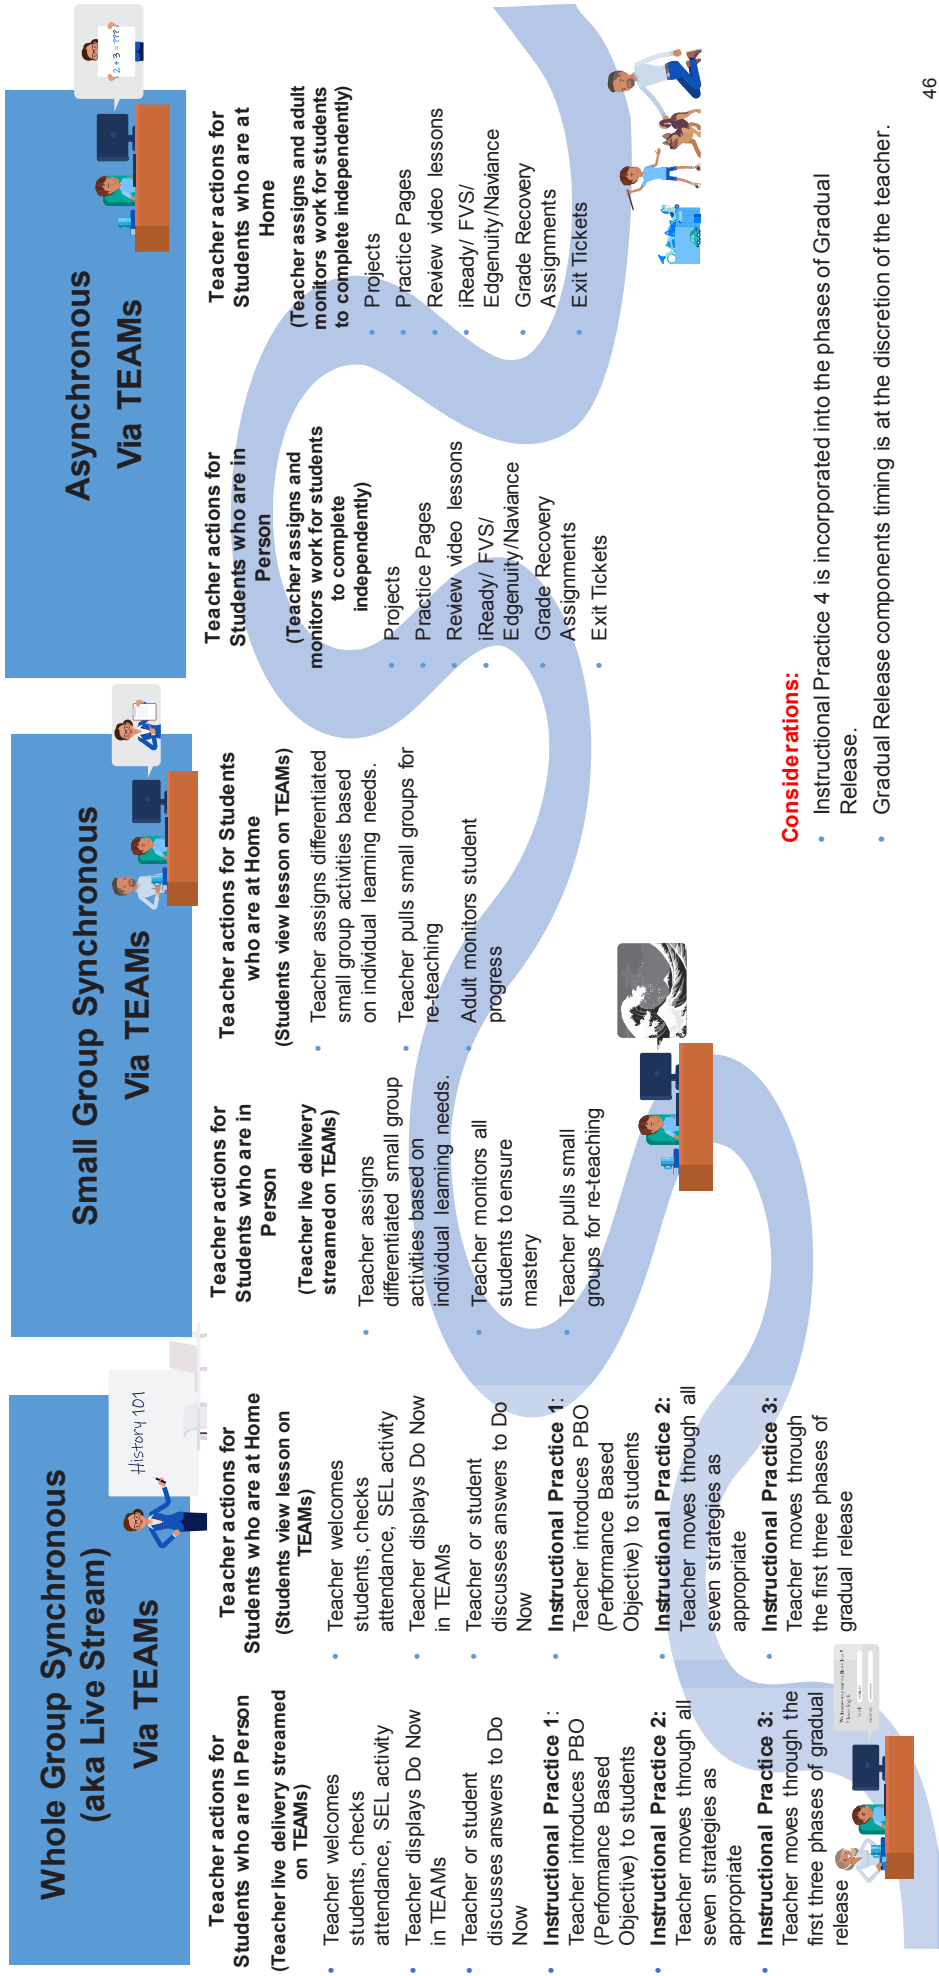 Whole Group Synchronous
(aka Live Stream)
Via TEAMs
History 101
Teacher actions for
Students who are In Person
(Teacher live delivery streamed
on TEAMs)
• Teacher welcomes
students, checks
attendance, SEL activity
• Teacher displays Do Now
in TEAMs
• Teacher or student
discusses answers to Do
Now
• Instructional Practice 1:
Teacher introduces PBO
(Performance Based
Objective) to students
• Instructional Practice 2:
Teacher moves through all
seven strategies as
appropriate
• Instructional Practice 3:
Teacher moves through the
first three phases of gradual
release
Teacher actions for
Students who are at Home
(Students view lesson on
TEAMs)
• Teacher welcomes
students, checks
attendance, SEL activity
• Teacher displays Do Now
in TEAMs
• Teacher or student
discusses answers to Do
Now
• Instructional Practice 1:
Teacher introduces PBO
(Performance Based
Objective) to students
• Instructional Practice 2:
Teacher moves through all
seven strategies as
appropriate
• Instructional Practice 3:
Teacher moves through
the first three phases of
gradual release
Small Group Synchronous
Via TEAMs
Teacher actions for
Students who are in
Person
(Teacher live delivery
streamed on TEAMs)
• Teacher assigns
differentiated small group
activities based on
individual learning needs.
• Teacher monitors all
students to ensure
mastery
• Teacher pulls small
groups for re-teaching
Teacher actions for Students
who are at Home
(Students view lesson on TEAMs)
• Teacher assigns differentiated
small group activities based
on individual learning needs.
• Teacher pulls small groups for
re-teaching
• Adult monitors student
progress
Asynchronous
Via TEAMs
2 + 3 = ???
Teacher actions for
Students who are in
Person
(Teacher assigns and
monitors work for students
to complete
independently)
• Projects
• Practice Pages
• Review video lessons
• iReady/ FVS/
Edgenuity/Naviance
• Grade Recovery
Assignments
• Exit Tickets
Teacher actions for
Students who are at
Home
(Teacher assigns and adult
monitors work for students
to complete independently)
• Projects
• Practice Pages
• Review video lessons
• iReady/ FVS/
Edgenuity/Naviance
• Grade Recovery
Assignments
• Exit Tickets
Considerations:
• Instructional Practice 4 is incorporated into the phases of Gradual
Release.
• Gradual Release components timing is at the discretion of the teacher.
46